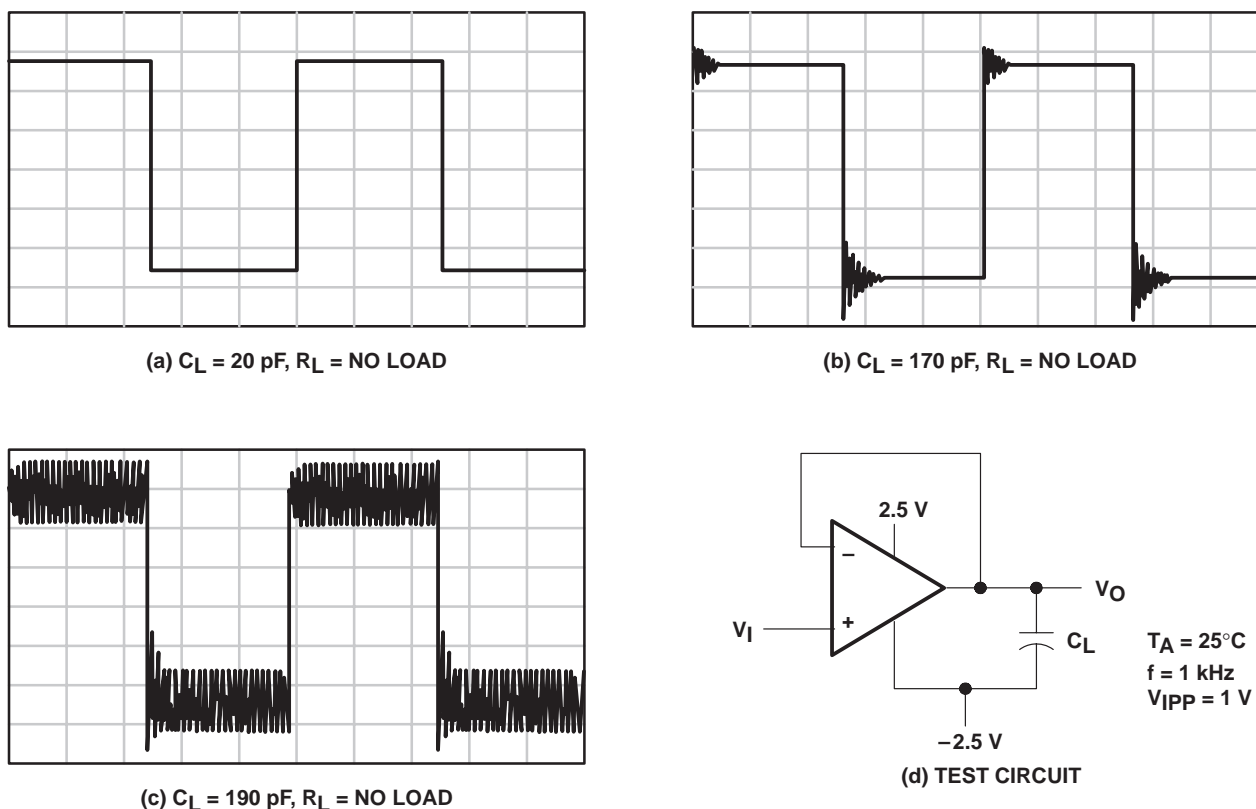 (a) CL = 20 pF, RL = NO LOAD
(b) CL = 170 pF, RL = NO LOAD
(c) CL = 190 pF, RL = NO LOAD
2.5 V
–
+
VI
VO
CL
–2.5 V
TA = 25°C
f = 1 kHz
VIPP = 1 V
(d) TEST CIRCUIT